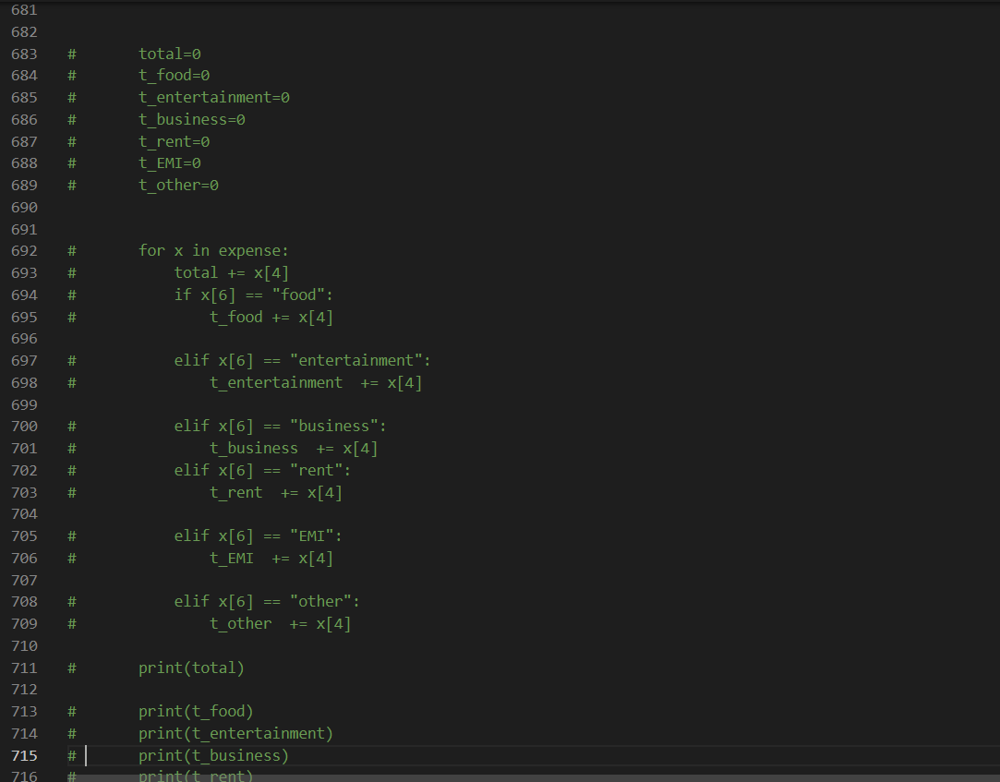 681
682
683 #       total=0
684 #       t_food=0
685 #       t_entertainment=0
686 #       t_business=0
687 #       t_rent=0
688 #       t_EMI=0
689 #       t_other=0
690
691
692 #       for x in expense:
693 #           total += x[4]
694 #           if x[6] == "food":
695 #               t_food += x[4]
696
697 #           elif x[6] == "entertainment":
698 #               t_entertainment  += x[4]
699
700 #           elif x[6] == "business":
701 #               t_business  += x[4]
702 #           elif x[6] == "rent":
703 #               t_rent  += x[4]
704
705 #           elif x[6] == "EMI":
706 #               t_EMI  += x[4]
707
708 #           elif x[6] == "other":
709 #               t_other  += x[4]
710
711 #       print(total)
712
713 #       print(t_food)
714 #       print(t_entertainment)
715 #       print(t_business)
716 #       print(t_rent)